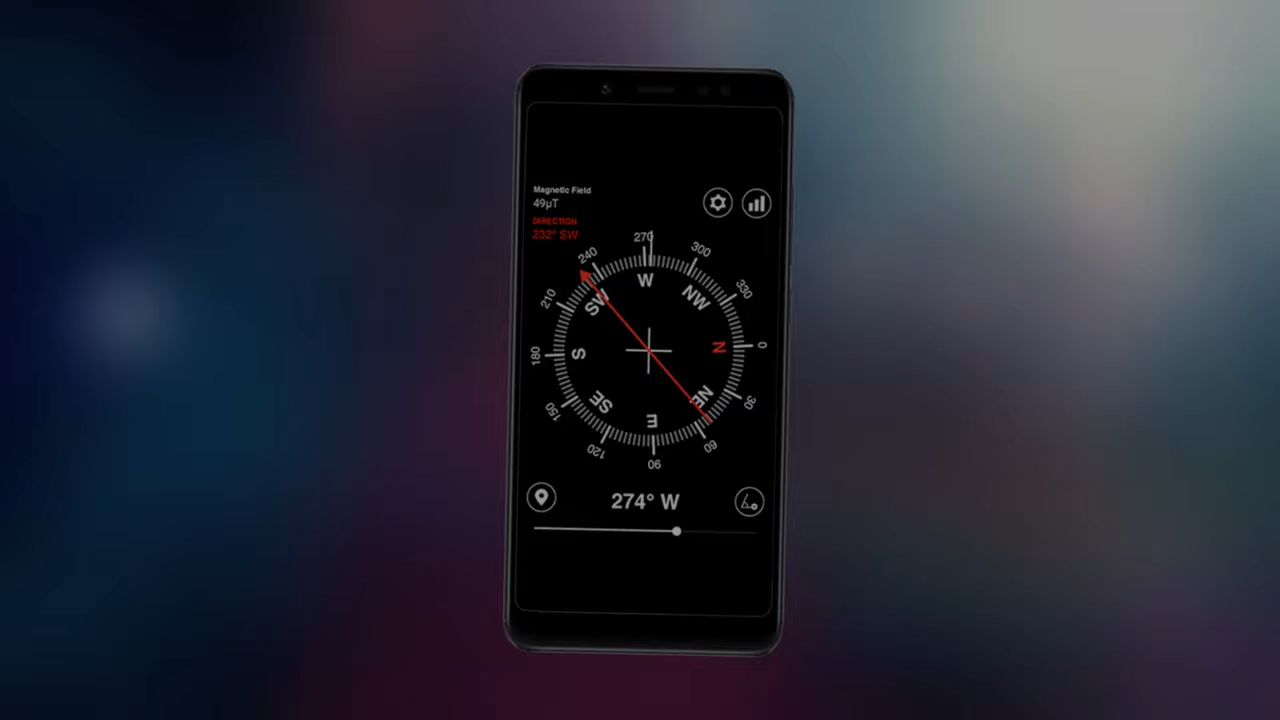 Magnetic Field
49µT
DIRECTION
232° SW
270
240
300
W
SW
NW
210
330
S
N
180
0
SE
NE
150
30
E
120
60
90
274° W